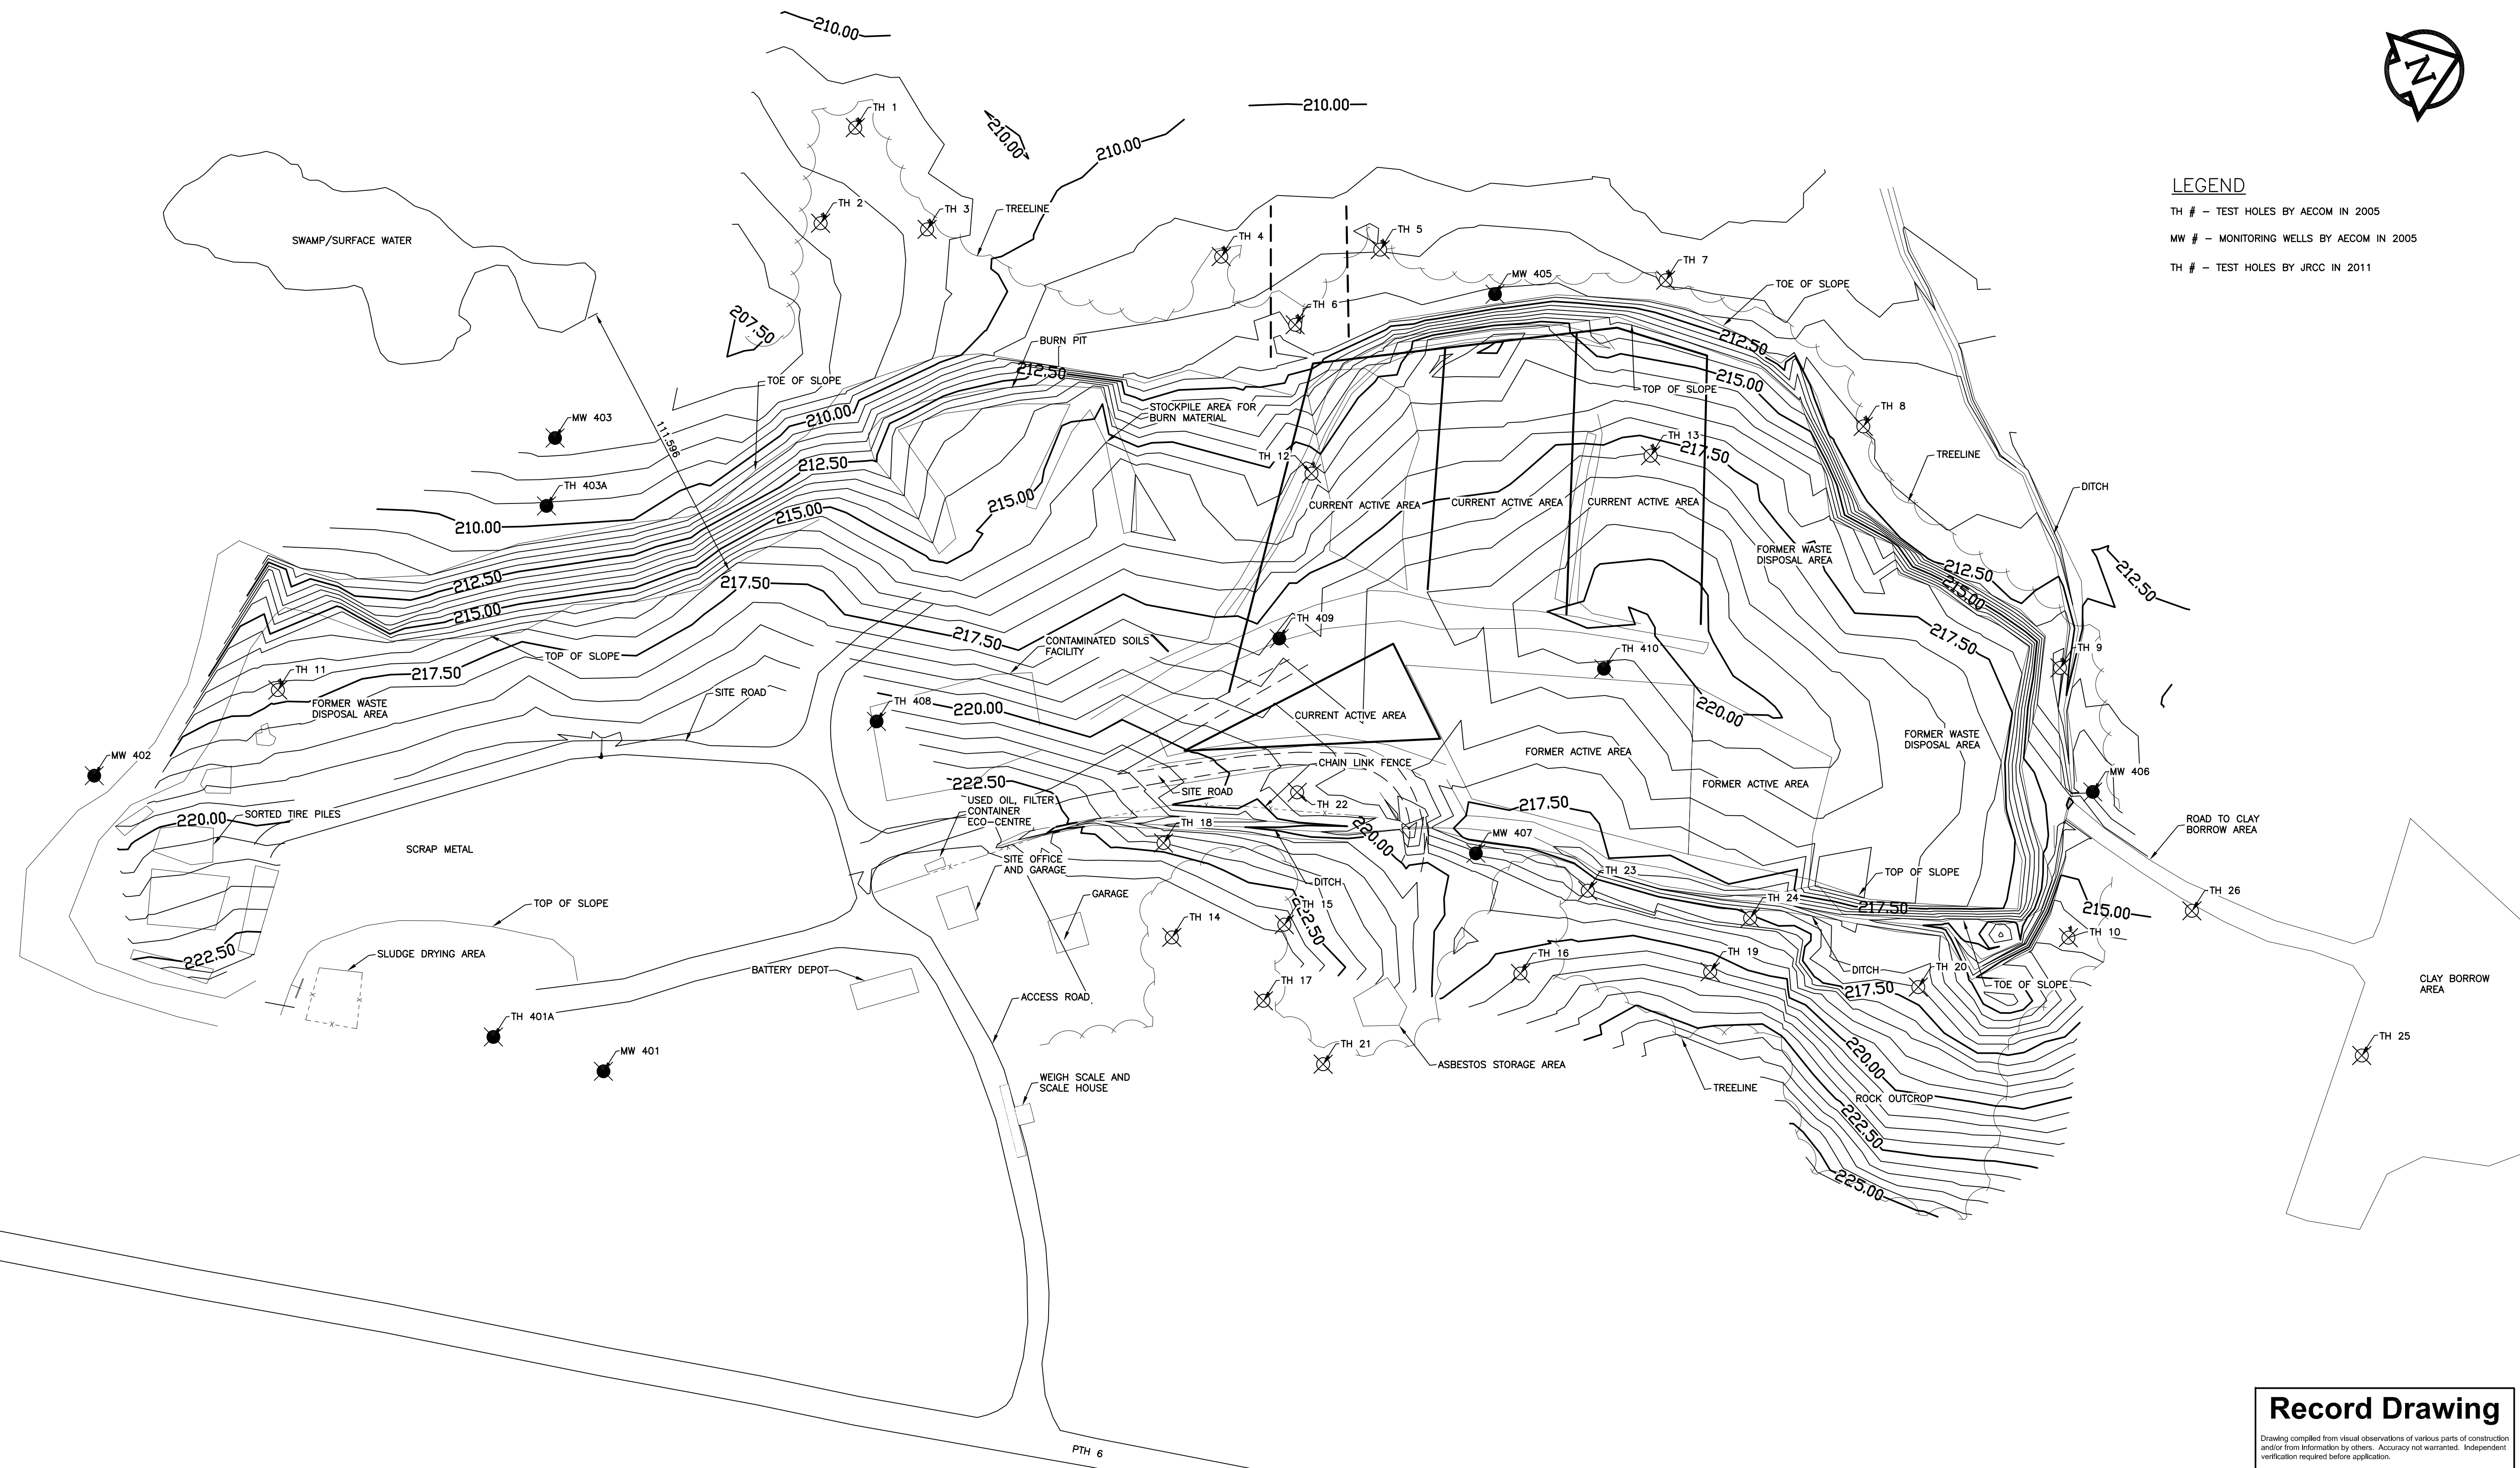 210.00
N
TH 1
210.00
210.00
210.00
LEGEND
TH # – TEST HOLES BY AECOM IN 2005
MW # – MONITORING WELLS BY AECOM IN 2005
TH # – TEST HOLES BY JRCC IN 2011
TH 2
TH 3
TREELINE
TH 4
TH 5
SWAMP/SURFACE WATER
TH 7
MW 405
TOE OF SLOPE
TH 6
207.50
BURN PIT
212.50
212.50
TOE OF SLOPE
215.00
TOP OF SLOPE
STOCKPILE AREA FOR
BURN MATERIAL
210.00
MW 403
111.596
TH 8
TH 12
TH 13
217.50
TREELINE
212.50
TH 403A
DITCH
215.00
CURRENT ACTIVE AREA
CURRENT ACTIVE AREA
CURRENT ACTIVE AREA
210.00
215.00
FORMER WASTE
DISPOSAL AREA
212.50
212.50
212.50
217.50
215.00
215.00
TH 409
217.50
217.50
CONTAMINATED SOILS
FACILITY
TH 410
TH 9
TOP OF SLOPE
TH 11
217.50
SITE ROAD
FORMER WASTE
DISPOSAL AREA
TH 408
220.00
CURRENT ACTIVE AREA
220.00
FORMER WASTE
DISPOSAL AREA
MW 402
FORMER ACTIVE AREA
CHAIN LINK FENCE
MW 406
222.50
SITE ROAD
FORMER ACTIVE AREA
USED OIL, FILTER
CONTAINER
ECO-CENTRE
TH 22
217.50
220.00
SORTED TIRE PILES
TH 18
220.00
MW 407
ROAD TO CLAY
BORROW AREA
SCRAP METAL
SITE OFFICE
AND GARAGE
TH 23
TOP OF SLOPE
DITCH
GARAGE
TH 26
TOP OF SLOPE
TH 15
TH 24
217.50
215.00
TH 14
222.50
TH 10
222.50
SLUDGE DRYING AREA
TH 16
TH 19
BATTERY DEPOT
DITCH
TH 20
TH 17
TOE OF SLOPE
217.50
CLAY BORROW
AREA
ACCESS ROAD
TH 401A
TH 21
TH 25
MW 401
ASBESTOS STORAGE AREA
220.00
WEIGH SCALE AND
SCALE HOUSE
TREELINE
ROCK OUTCROP
222.50
225.00
PTH 6
Record Drawing
Drawing compiled from visual observations of various parts of construction
and/or from information by others. Accuracy not warranted. Independent
verification required before application.